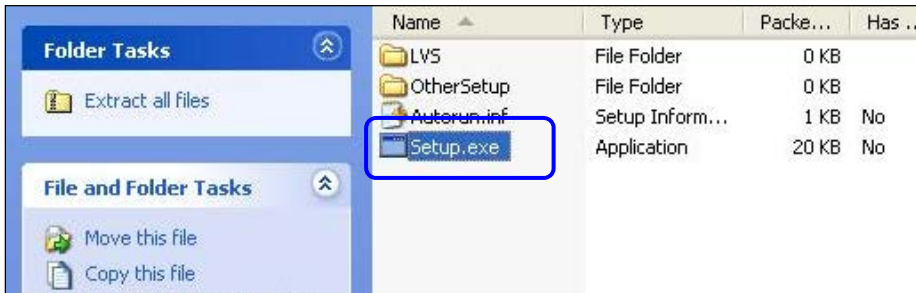 Name Type Packe... Has ..
Folder Tasks
Extract all files
File and Folder Tasks
Move this file
Copy this file
LVS File Folder 0 KB
OtherSetup File Folder 0 KB
Autorun.inf Setup Inform... 1 KB No
Setup.exe Application 20 KB No